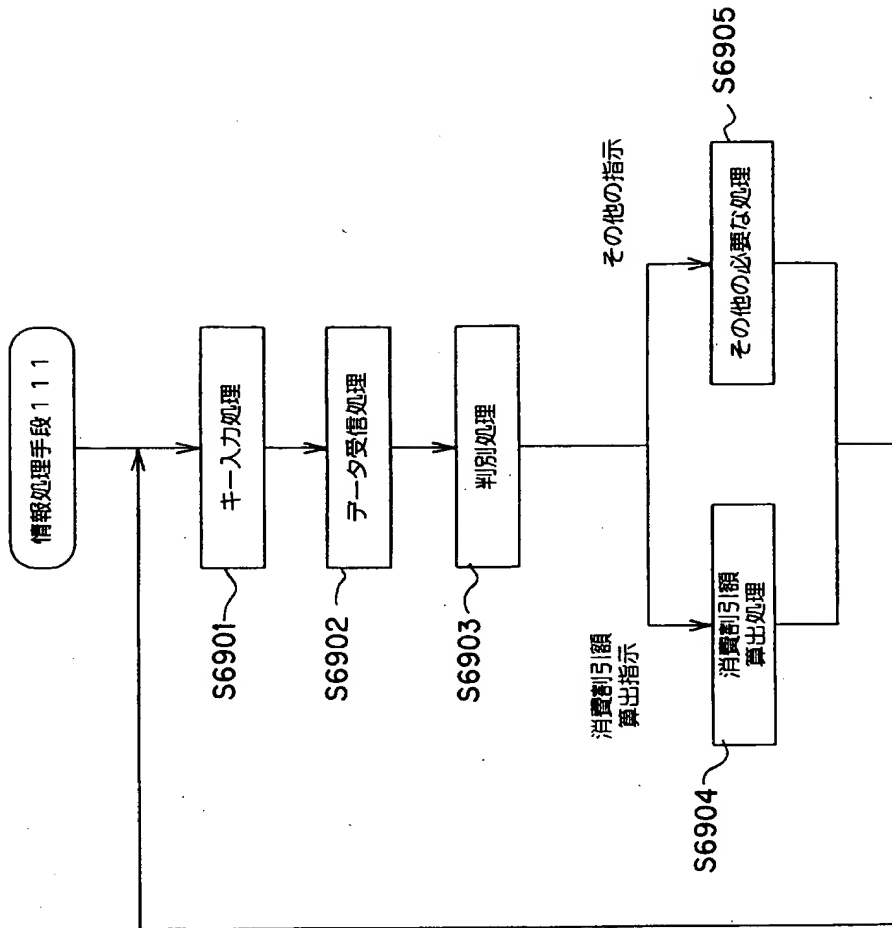 情報処理手段111
キー入力処理
S6901
データ受信処理
S6902
判別処理
S6903
消費割引額
算出指示
その他の指示
消費割引額
算出処理
S6904
その他の必要な処理
S6905